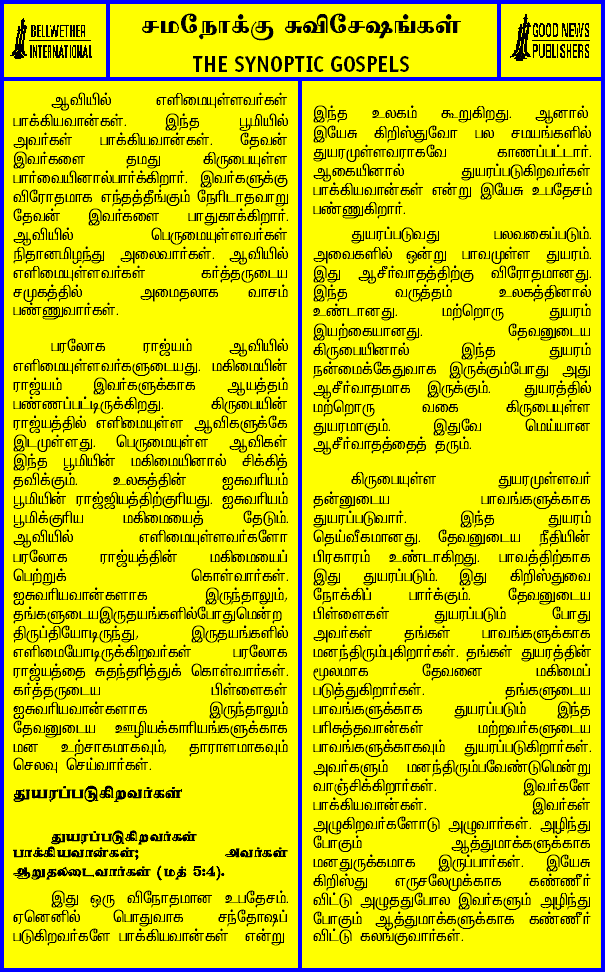 BELLWETHER
INTERNATIONAL
சமநோக்கு சுவிசேஷங்கள்
THE SYNOPTIC GOSPELS
GOOD NEWS
PUBLISHERS
ஆவியில் எளிமையுள்ளவர்கள்
பாக்கியவான்கள். இந்த பூமியில்
அவர்கள் பாக்கியவான்கள். தேவன்
இவர்களை தமது கிருபையுள்ள
பார்வையினால்பார்க்கிறார். இவர்களுக்கு
விரோதமாக எந்தத்தீங்கும் நேரிடாதவாறு
தேவன் இவர்களை பாதுகாக்கிறார்.
ஆவியில் பெருமையுள்ளவர்கள்
நிதானமிழந்து அலைவார்கள். ஆவியில்
எளிமையுள்ளவர்கள் கர்த்தருடைய
சமுகத்தில் அமைதலாக வாசம்
பண்ணுவார்கள்.
பரலோக ராஜ்யம் ஆவியில்
எளிமையுள்ளவர்களுடையது. மகிமையின்
ராஜ்யம் இவர்களுக்காக ஆயத்தம்
பண்ணப்பட்டிருக்கிறது. கிருபையின்
ராஜ்யத்தில் எளிமையுள்ள ஆவிகளுக்கே
இடமுள்ளது. பெருமையுள்ள ஆவிகள்
இந்த பூமியின் மகிமையினால் சிக்கித்
தவிக்கும். உலகத்தின் ஐசுவரியம்
பூமியின் ராஜ்ஜியத்திற்குரியது. ஐசுவரியம்
பூமிக்குரிய மகிமையைத் தேடும்.
ஆவியில் எளிமையுள்ளவர்களோ
பரலோக ராஜ்யத்தின் மகிமையைப்
பெற்றுக் கொள்வார்கள்.
ஐசுவரியவான்களாக இருந்தாலும்,
தங்களுடையஇருதயங்களில்போதுமென்ற
திருப்தியோடிருந்து, இருதயங்களில்
எளிமையோடிருக்கிறவர்கள் பரலோக
ராஜ்யத்தை சுதந்தரித்துக் கொள்வார்கள்.
கர்த்தருடைய பிள்ளைகள்
ஐசுவரியவான்களாக இருந்தாலும்
தேவனுடைய ஊழியக்காரியங்களுக்காக
மன உற்சாகமாகவும், தாராளமாகவும்
செலவு செய்வார்கள்.
துயரப்படுகிறவர்கள்
துயரப்படுகிறவர்கள்
பாக்கியவான்கள்; அவர்கள்
ஆறுதலடைவார்கள் (மத் 5:4).
இது ஒரு விநோதமான உபதேசம்.
ஏனெனில் பொதுவாக சந்தோஷப்
படுகிறவர்களே பாக்கியவான்கள் என்று
இந்த உலகம் கூறுகிறது. ஆனால்
இயேசு கிறிஸ்துவோ பல சமயங்களில்
துயரமுள்ளவராகவே காணப்பட்டார்.
ஆகையினால் துயரப்படுகிறவர்கள்
பாக்கியவான்கள் என்று இயேசு உபதேசம்
பண்ணுகிறார்.
துயரப்படுவது பலவகைப்படும்.
அவைகளில் ஒன்று பாவமுள்ள துயரம்.
இது ஆசீர்வாதத்திற்கு விரோதமானது.
இந்த வருத்தம் உலகத்தினால்
உண்டானது. மற்றொரு துயரம்
இயற்கையானது. தேவனுடைய
கிருபையினால் இந்த துயரம்
நன்மைக்கேதுவாக இருக்கும்போது அது
ஆசீர்வாதமாக இருக்கும். துயரத்தில்
மற்றொரு வகை கிருபையுள்ள
துயரமாகும். இதுவே மெய்யான
ஆசீர்வாதத்தைத் தரும்.
கிருபையுள்ள துயரமுள்ளவர்
தன்னுடைய பாவங்களுக்காக
துயரப்படுவார். இந்த துயரம்
தெய்வீகமானது. தேவனுடைய நீதியின்
பிரகாரம் உண்டாகிறது. பாவத்திற்காக
இது துயரப்படும். இது கிறிஸ்துவை
நோக்கிப் பார்க்கும். தேவனுடைய
பிள்ளைகள் துயரப்படும் போது
அவர்கள் தங்கள் பாவங்களுக்காக
மனந்திரும்புகிறார்கள். தங்கள் துயரத்தின்
மூலமாக தேவனை மகிமைப்
படுத்துகிறார்கள். தங்களுடைய
பாவங்களுக்காக துயரப்படும் இந்த
பரிசுத்தவான்கள் மற்றவர்களுடைய
பாவங்களுக்காகவும் துயரப்படுகிறார்கள்.
அவர்களும் மனந்திரும்பவேண்டுமென்று
வாஞ்சிக்கிறார்கள். இவர்களே
பாக்கியவான்கள். இவர்கள்
அழுகிறவர்களோடு அழுவார்கள். அழிந்து
போகும் ஆத்துமாக்களுக்காக
மனதுருக்கமாக இருப்பார்கள். இயேசு
கிறிஸ்து எருசலேமுக்காக கண்ணீர்
விட்டு அழுததுபோல இவர்களும் அழிந்து
போகும் ஆத்துமாக்களுக்காக கண்ணீர்
விட்டு கலங்குவார்கள்.